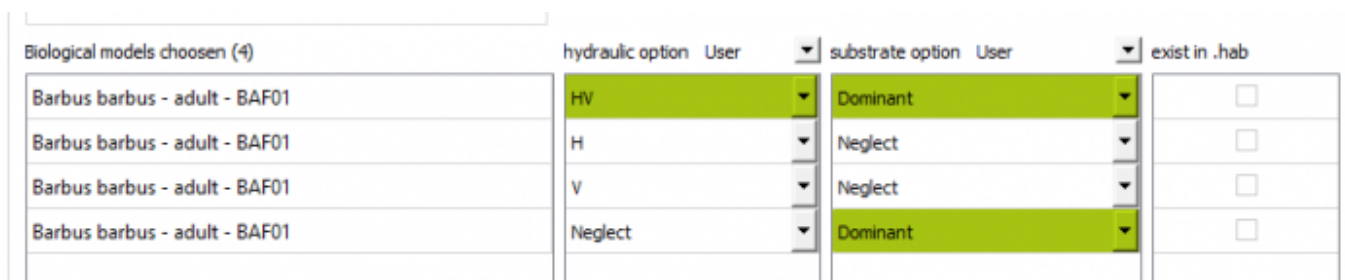 Biological models choosen (4) hydraulic option User substrate option User exist in .hab
Barbus barbus - adult - BAF01 HV Dominant
Barbus barbus - adult - BAF01 H Neglect
Barbus barbus - adult - BAF01 V Neglect
Barbus barbus - adult - BAF01 Neglect Dominant